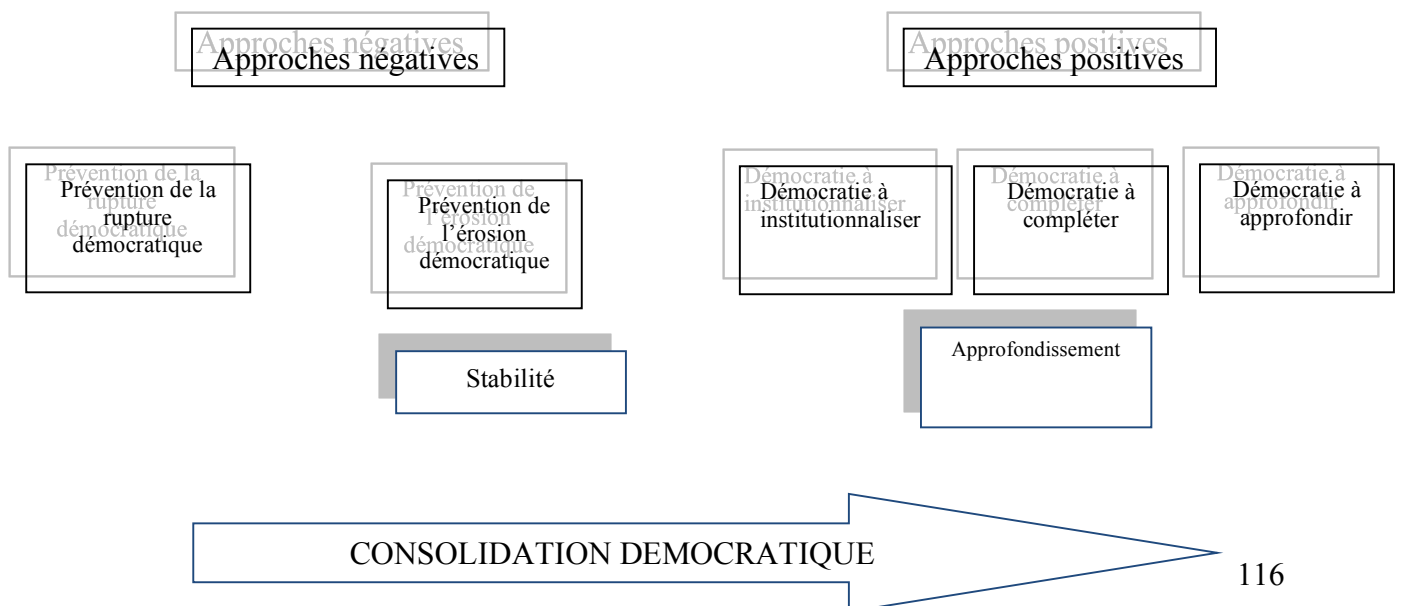 Approches négatives
Approches positives
Prévention de la
rupture
démocratique
Prévention de
l’érosion
démocratique
Démocratie à
institutionnaliser
Démocratie à
compléter
Démocratie à
approfondir
Stabilité
Approfondissement
CONSOLIDATION DEMOCRATIQUE
116